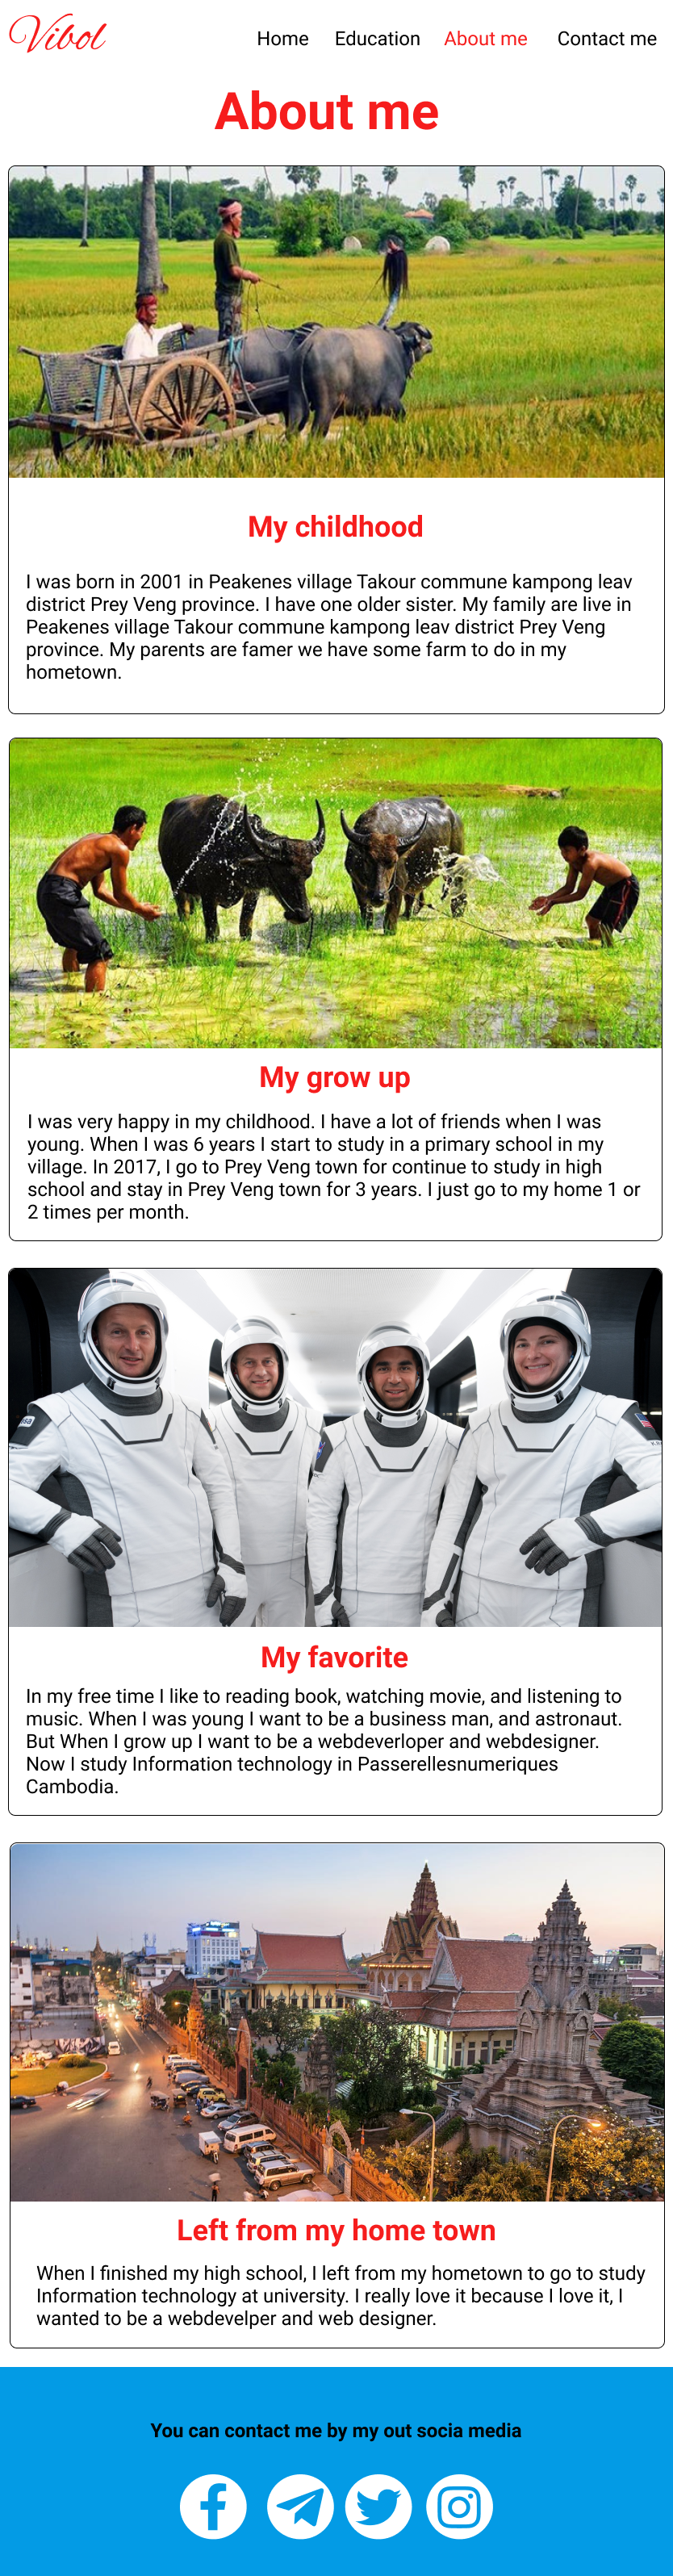 Vibol
Home Education About me Contact me
About me
My childhood
I was born in 2001 in Peakenes village Takour commune kampong leav
district Prey Veng province. I have one older sister. My family are live in
Peakenes village Takour commune kampong leav district Prey Veng
province. My parents are famer we have some farm to do in my
hometown.
My grow up
I was very happy in my childhood. I have a lot of friends when I was
young. When I was 6 years I start to study in a primary school in my
village. In 2017, I go to Prey Veng town for continue to study in high
school and stay in Prey Veng town for 3 years. I just go to my home 1 or
2 times per month.
My favorite
In my free time I like to reading book, watching movie, and listening to
music. When I was young I want to be a business man, and astronaut.
But When I grow up I want to be a webdeverloper and webdesigner.
Now I study Information technology in Passerellesnumeriques
Cambodia.
Left from my home town
When I finished my high school, I left from my hometown to go to study
Information technology at university. I really love it because I love it, I
wanted to be a webdevelper and web designer.
You can contact me by my out socia media